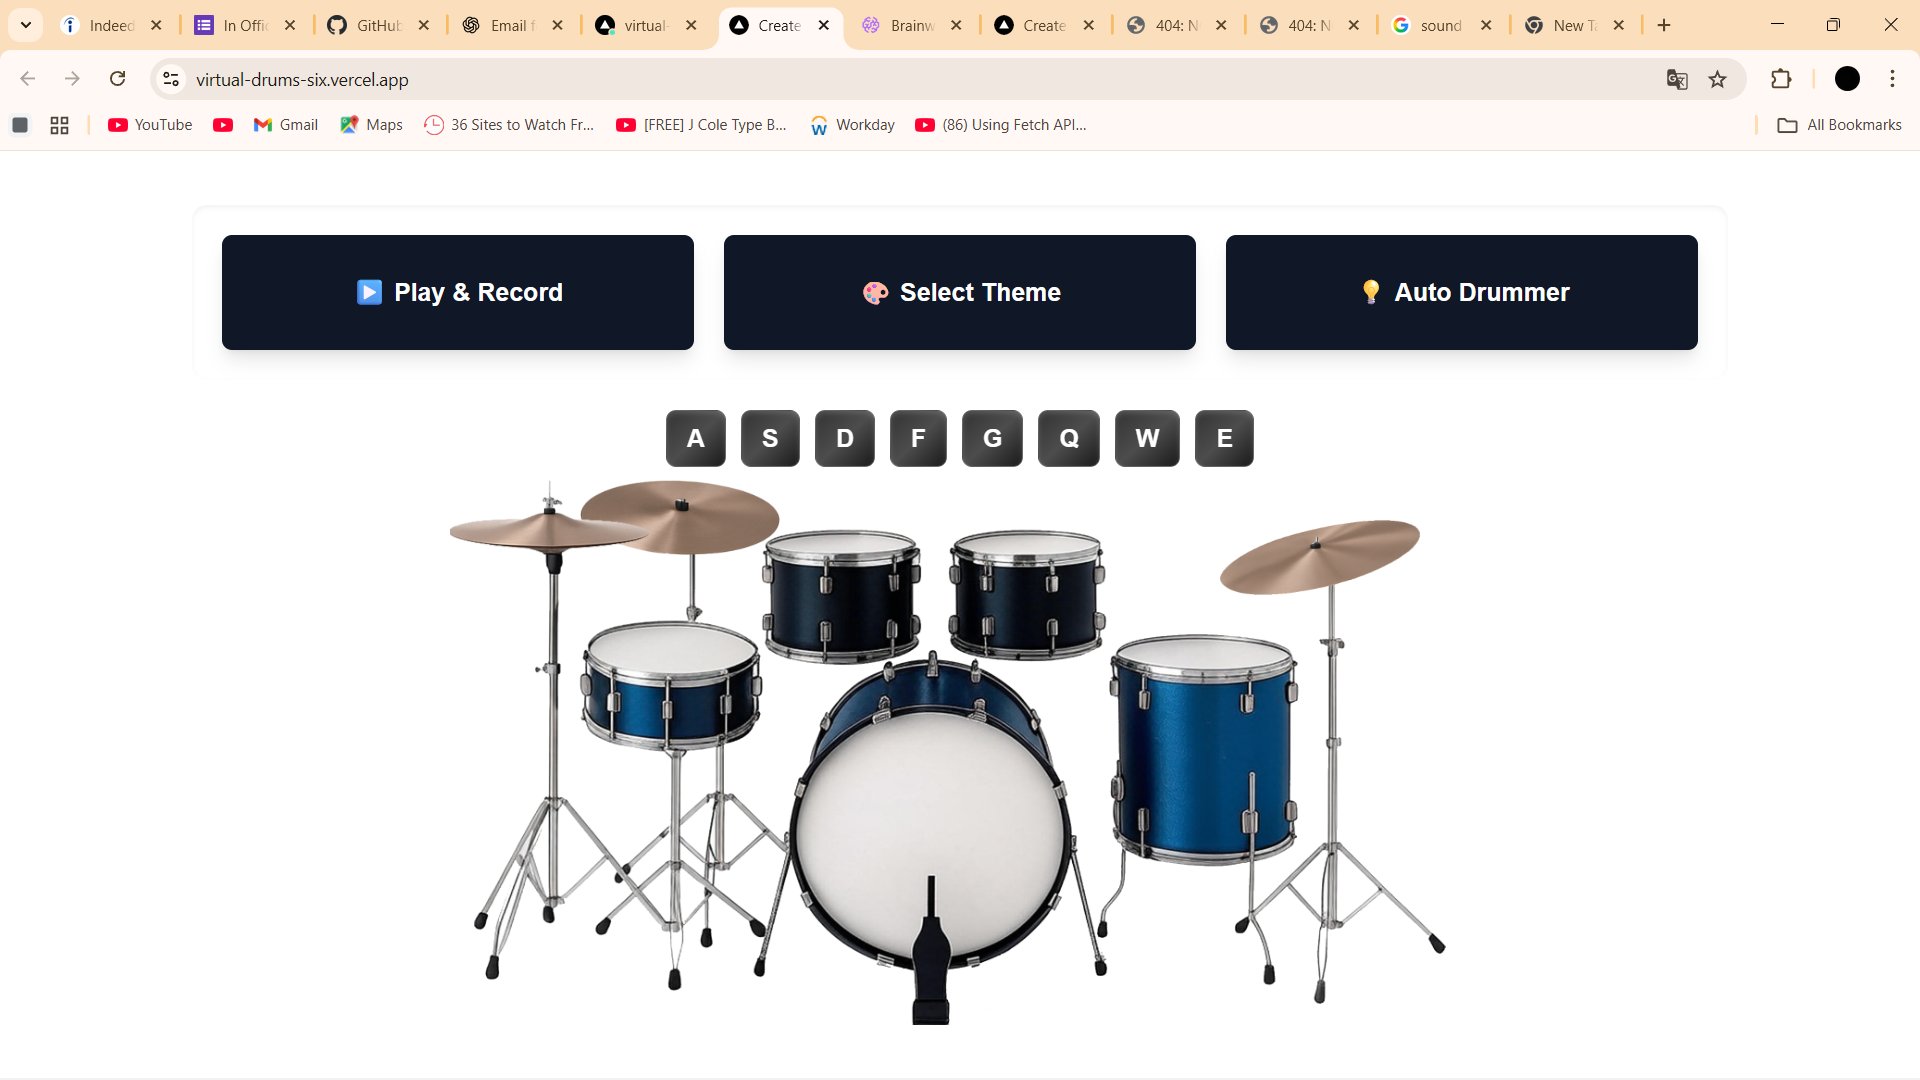 Indeed
In Offic
GitHub
Email f
virtual-
Create
Brainw
Create
404: N
404: N
sound
New Ta
virtual-drums-six.vercel.app
YouTube
Gmail
Maps
36 Sites to Watch Fr...
[FREE] J Cole Type B...
Workday
(86) Using Fetch API...
All Bookmarks
Play & Record
Select Theme
Auto Drummer
A S D F G Q W E